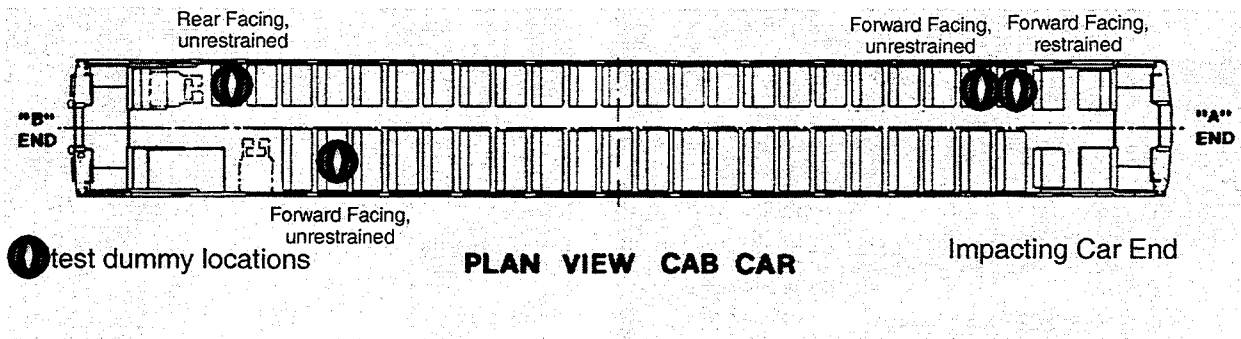 Rear Facing,
unrestrained
Forward Facing,
unrestrained
Forward Facing,
restrained
"B"
END
"A"
END
Forward Facing,
unrestrained
test dummy locations
PLAN VIEW CAB CAR
Impacting Car End